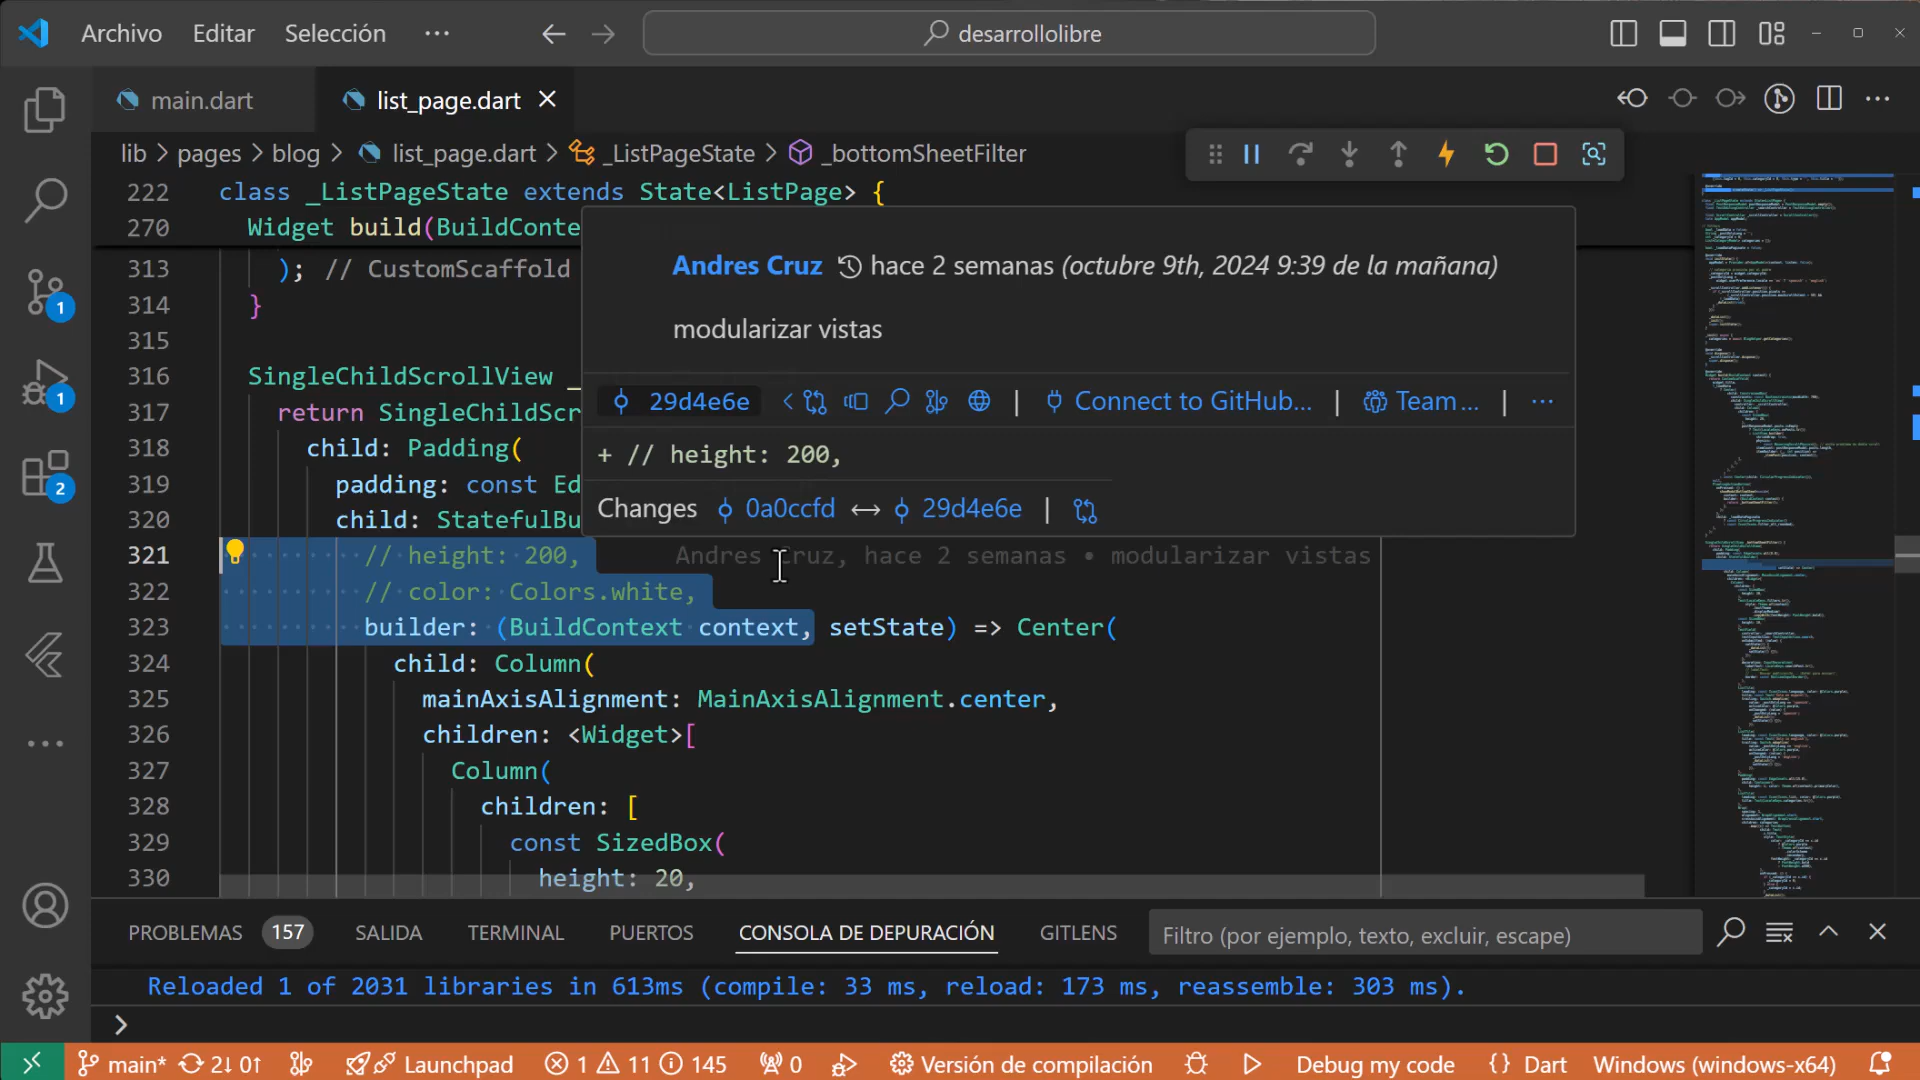 Archivo Editar Selección ··· desarrollolibre
main.dart list_page.dart
lib > pages > blog > list_page.dart > _ListPageState > _bottomSheetFilter
222 class _ListPageState extends State<ListPage> {
270 Widget build(BuildConte
313 ); // CustomScaffold
314 }
315
316 SingleChildScrollView _
317 return SingleChildScr
318 child: Padding(
319 padding: const Ed
320 child: StatefulBu
Andres Cruz hace 2 semanas (octubre 9th, 2024 9:39 de la mañana)
modularizar vistas
29d4e6e | Connect to GitHub... | Team... | ···
+ // height: 200,
Changes 0a0ccfd ↔ 29d4e6e |
321 // height: 200, Andres Cruz, hace 2 semanas • modularizar vistas
322 // color: Colors.white,
323 builder: (BuildContext context, setState) => Center(
324 child: Column(
325 mainAxisAlignment: MainAxisAlignment.center,
326 children: <Widget>[
327 Column(
328 children: [
329 const SizedBox(
330 height: 20,
1
1
2
PROBLEMAS 157 SALIDA TERMINAL PUERTOS CONSOLA DE DEPURACIÓN GITLENS Filtro (por ejemplo, texto, excluir, escape)
Reloaded 1 of 2031 libraries in 613ms (compile: 33 ms, reload: 173 ms, reassemble: 303 ms).
>
main* 2↓ 0↑ Launchpad 1 11 145 0 Versión de compilación Debug my code {} Dart Windows (windows-x64)